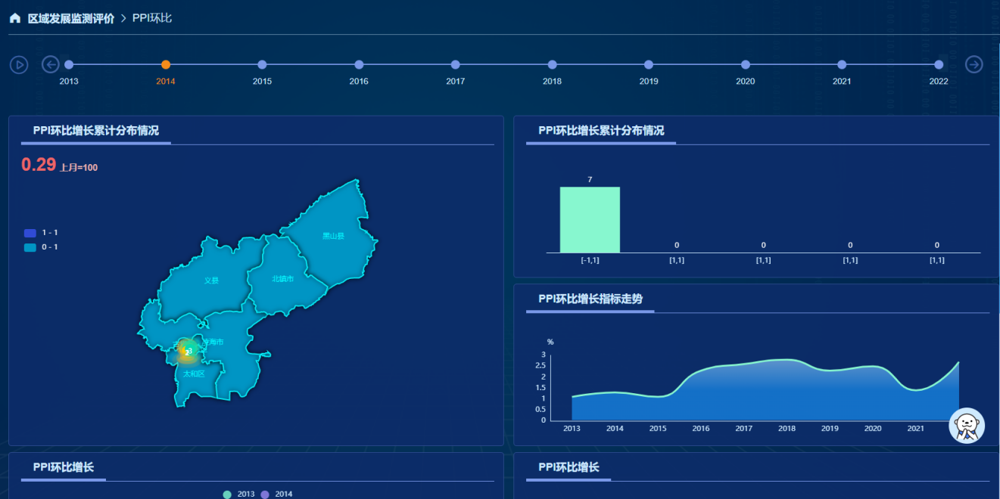 区域发展监测评价 > PPI环比
2013 2014 2015 2016 2017 2018 2019 2020 2021 2022
PPI环比增长累计分布情况
0.29 上月=100
1 - 1
0 - 1
黑山县
义县
北镇市
凌海市
2 3
太和区
PPI环比增长累计分布情况
7 0 0 0 0
[-1,1] [1,1] [1,1] [1,1] [1,1]
PPI环比增长指标走势
%
3
2.5
2
1.5
1
0.5
0
2013 2014 2015 2016 2017 2018 2019 2020 2021
PPI环比增长
2013 2014
PPI环比增长